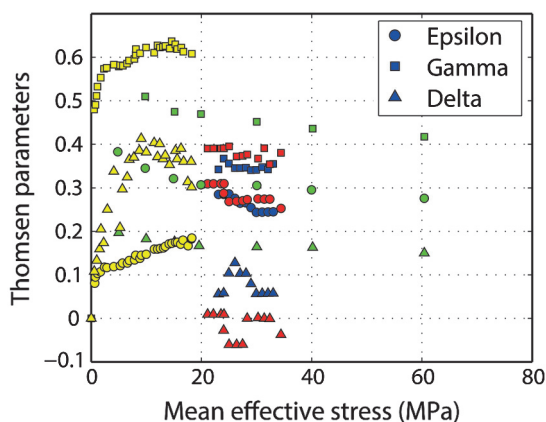 Thomsen parameters
0.6
0.5
0.4
0.3
0.2
0.1
0
−0.1
Epsilon
Gamma
Delta
0 20 40 60 80
Mean effective stress (MPa)